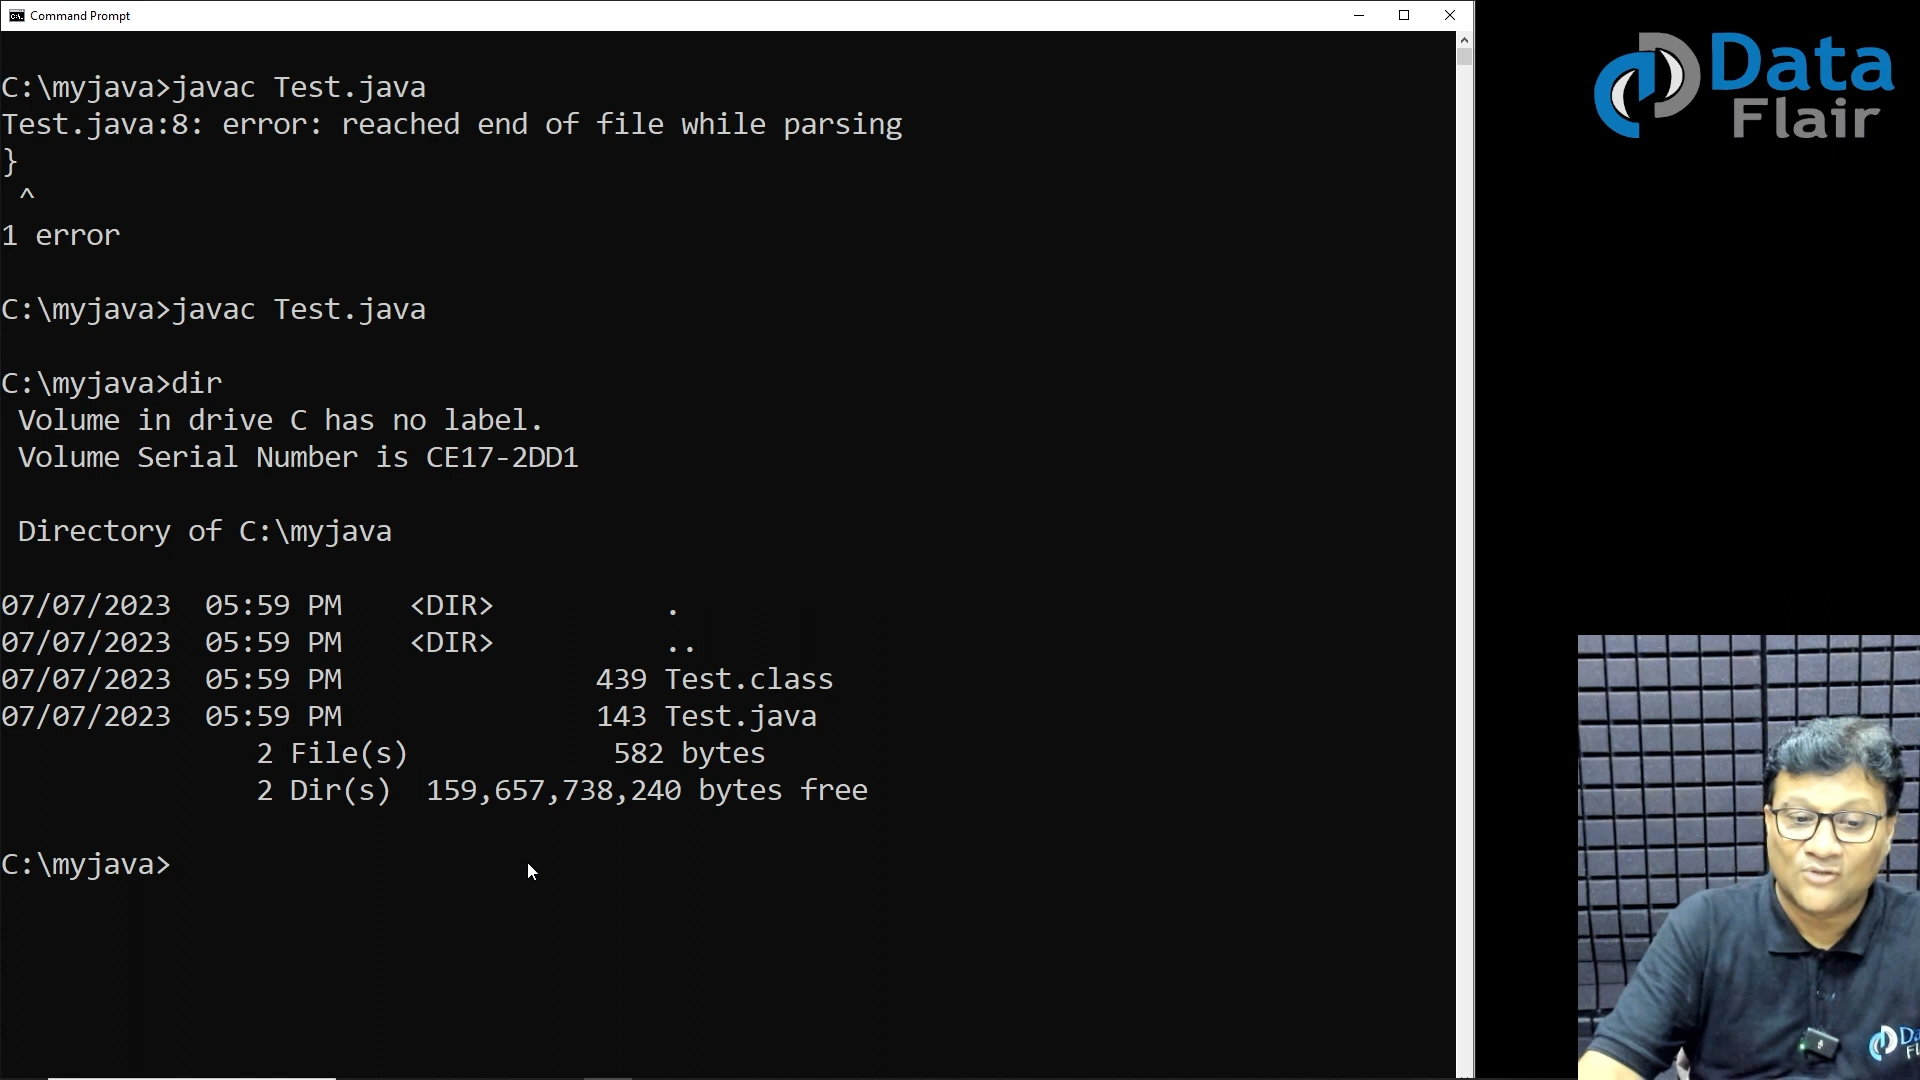 Command Prompt
C:\myjava>javac Test.java
Test.java:8: error: reached end of file while parsing
}
^
1 error
C:\myjava>javac Test.java
C:\myjava>dir
Volume in drive C has no label.
Volume Serial Number is CE17-2DD1
Directory of C:\myjava
07/07/2023  05:59 PM    <DIR>          .
07/07/2023  05:59 PM    <DIR>          ..
07/07/2023  05:59 PM               439 Test.class
07/07/2023  05:59 PM               143 Test.java
2 File(s)            582 bytes
2 Dir(s)  159,657,738,240 bytes free
C:\myjava>
Data
Flair